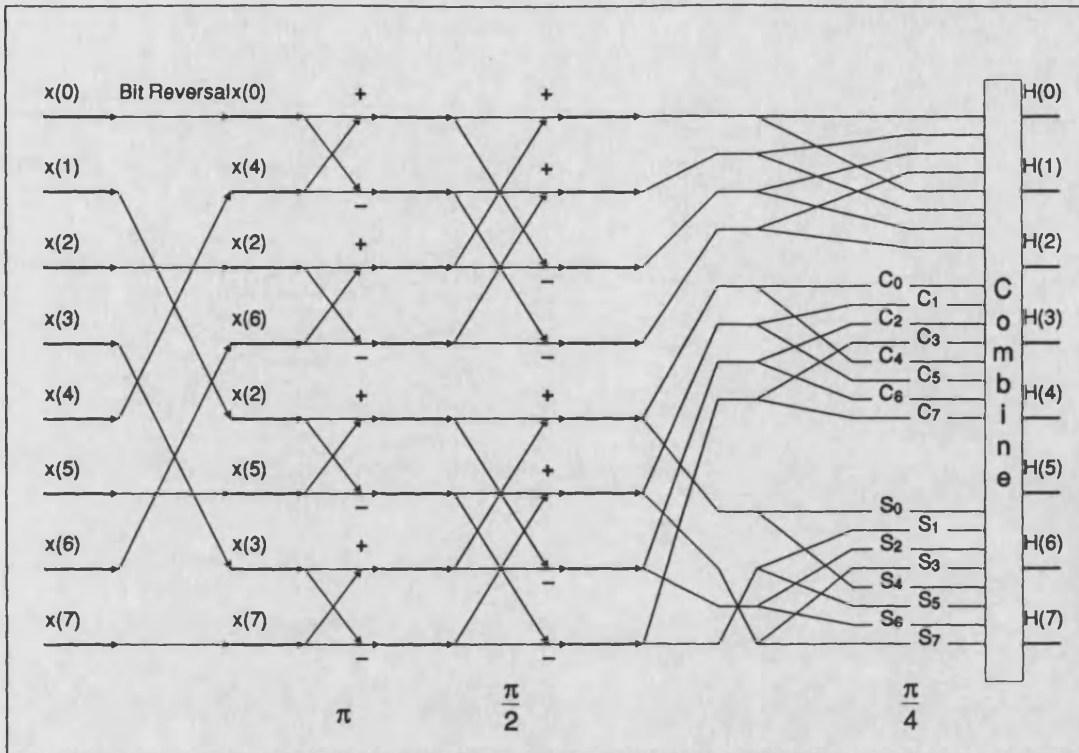 x(0) Bit Reversal x(0) + + H(0)
x(1) x(4) + H(1)
−
x(2) x(2) + H(2)
−
C0 C
C1
x(3) x(6) C2 o H(3)
− − C3
C4 m
x(4) x(2) + + C5 b H(4)
C6
C7 i
x(5) x(5) + n H(5)
− e
S0
S1
x(6) x(3) + S2 H(6)
− S3
S4
x(7) x(7) S5 H(7)
S6
− − S7
π π/2 π/4